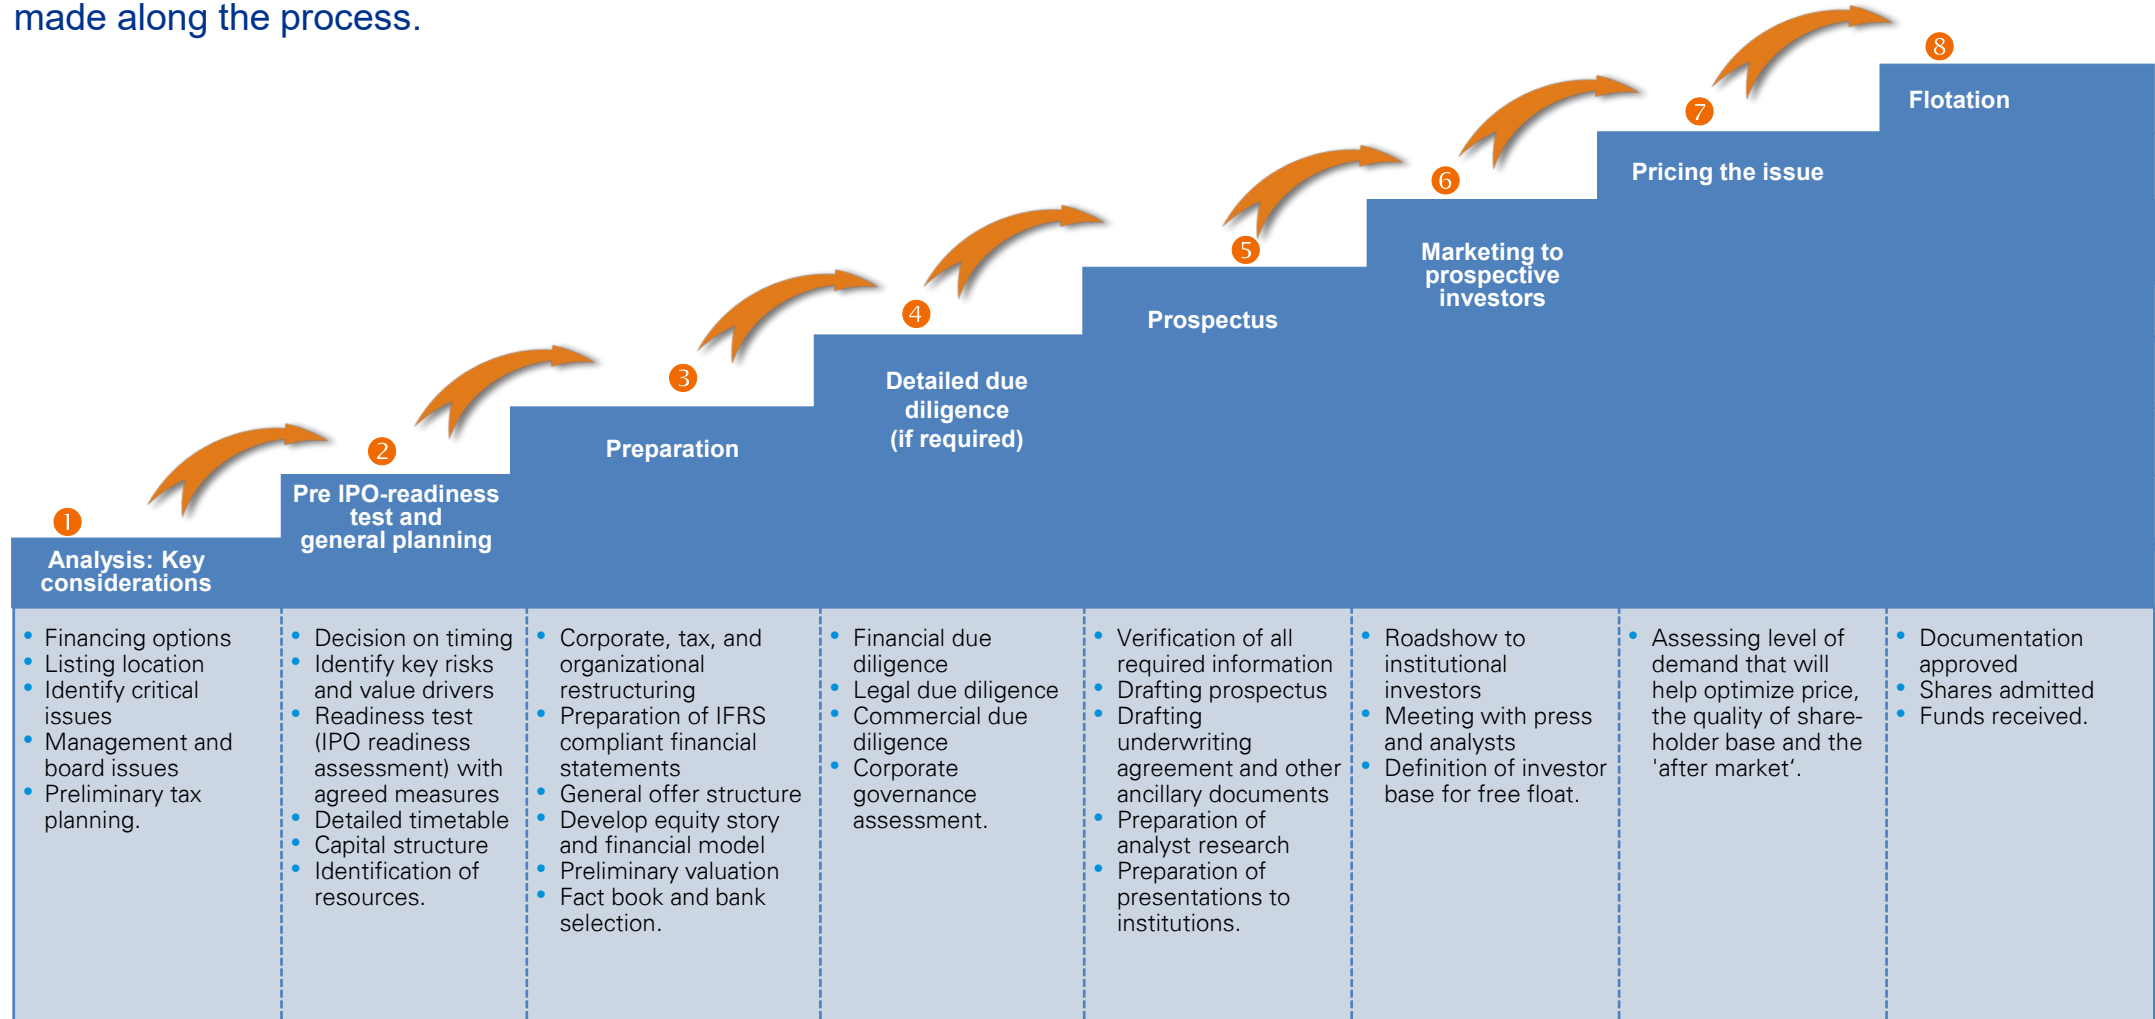 made along the process.
1
Analysis: Key
considerations
• Financing options
• Listing location
• Identify critical
issues
• Management and
board issues
• Preliminary tax
planning.
2
Pre IPO-readiness
test and
general planning
• Decision on timing
• Identify key risks
and value drivers
• Readiness test
(IPO readiness
assessment) with
agreed measures
• Detailed timetable
• Capital structure
• Identification of
resources.
3
Preparation
• Corporate, tax, and
organizational
restructuring
• Preparation of IFRS
compliant financial
statements
• General offer structure
• Develop equity story
and financial model
• Preliminary valuation
• Fact book and bank
selection.
4
Detailed due
diligence
(if required)
• Financial due
diligence
• Legal due diligence
• Commercial due
diligence
• Corporate
governance
assessment.
5
Prospectus
• Verification of all
required information
• Drafting prospectus
• Drafting
underwriting
agreement and other
ancillary documents
• Preparation of
analyst research
• Preparation of
presentations to
institutions.
6
Marketing to
prospective
investors
• Roadshow to
institutional
investors
• Meeting with press
and analysts
• Definition of investor
base for free float.
7
Pricing the issue
• Assessing level of
demand that will
help optimize price,
the quality of share-
holder base and the
'after market‘.
8
Flotation
• Documentation
approved
• Shares admitted
• Funds received.